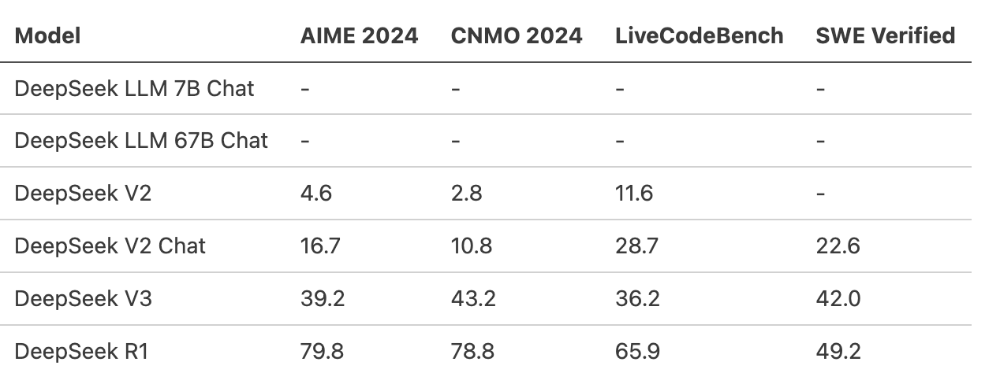 Model AIME 2024 CNMO 2024 LiveCodeBench SWE Verified
DeepSeek LLM 7B Chat - - - -
DeepSeek LLM 67B Chat - - - -
DeepSeek V2 4.6 2.8 11.6 -
DeepSeek V2 Chat 16.7 10.8 28.7 22.6
DeepSeek V3 39.2 43.2 36.2 42.0
DeepSeek R1 79.8 78.8 65.9 49.2